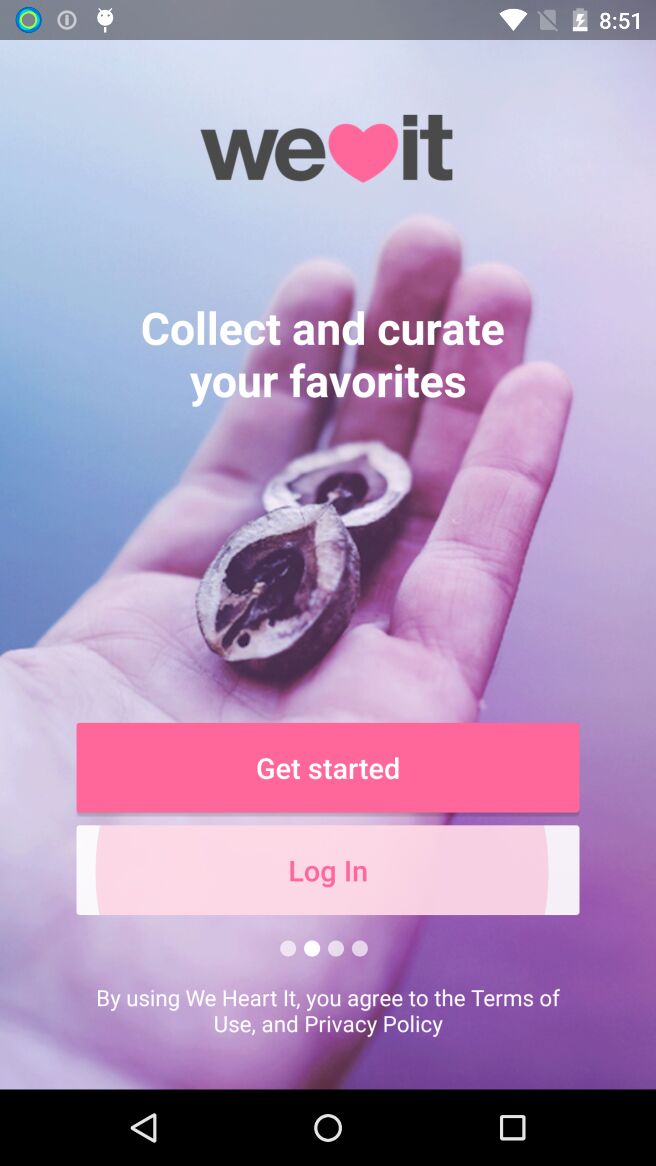 8:51
we it
Collect and curate
your favorites
Get started
Log In
By using We Heart It, you agree to the Terms of
Use, and Privacy Policy